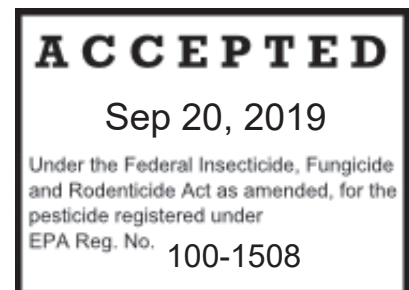 ACCEPTED
Sep 20, 2019
Under the Federal Insecticide, Fungicide
and Rodenticide Act as amended, for the
pesticide registered under
EPA Reg. No. 100-1508